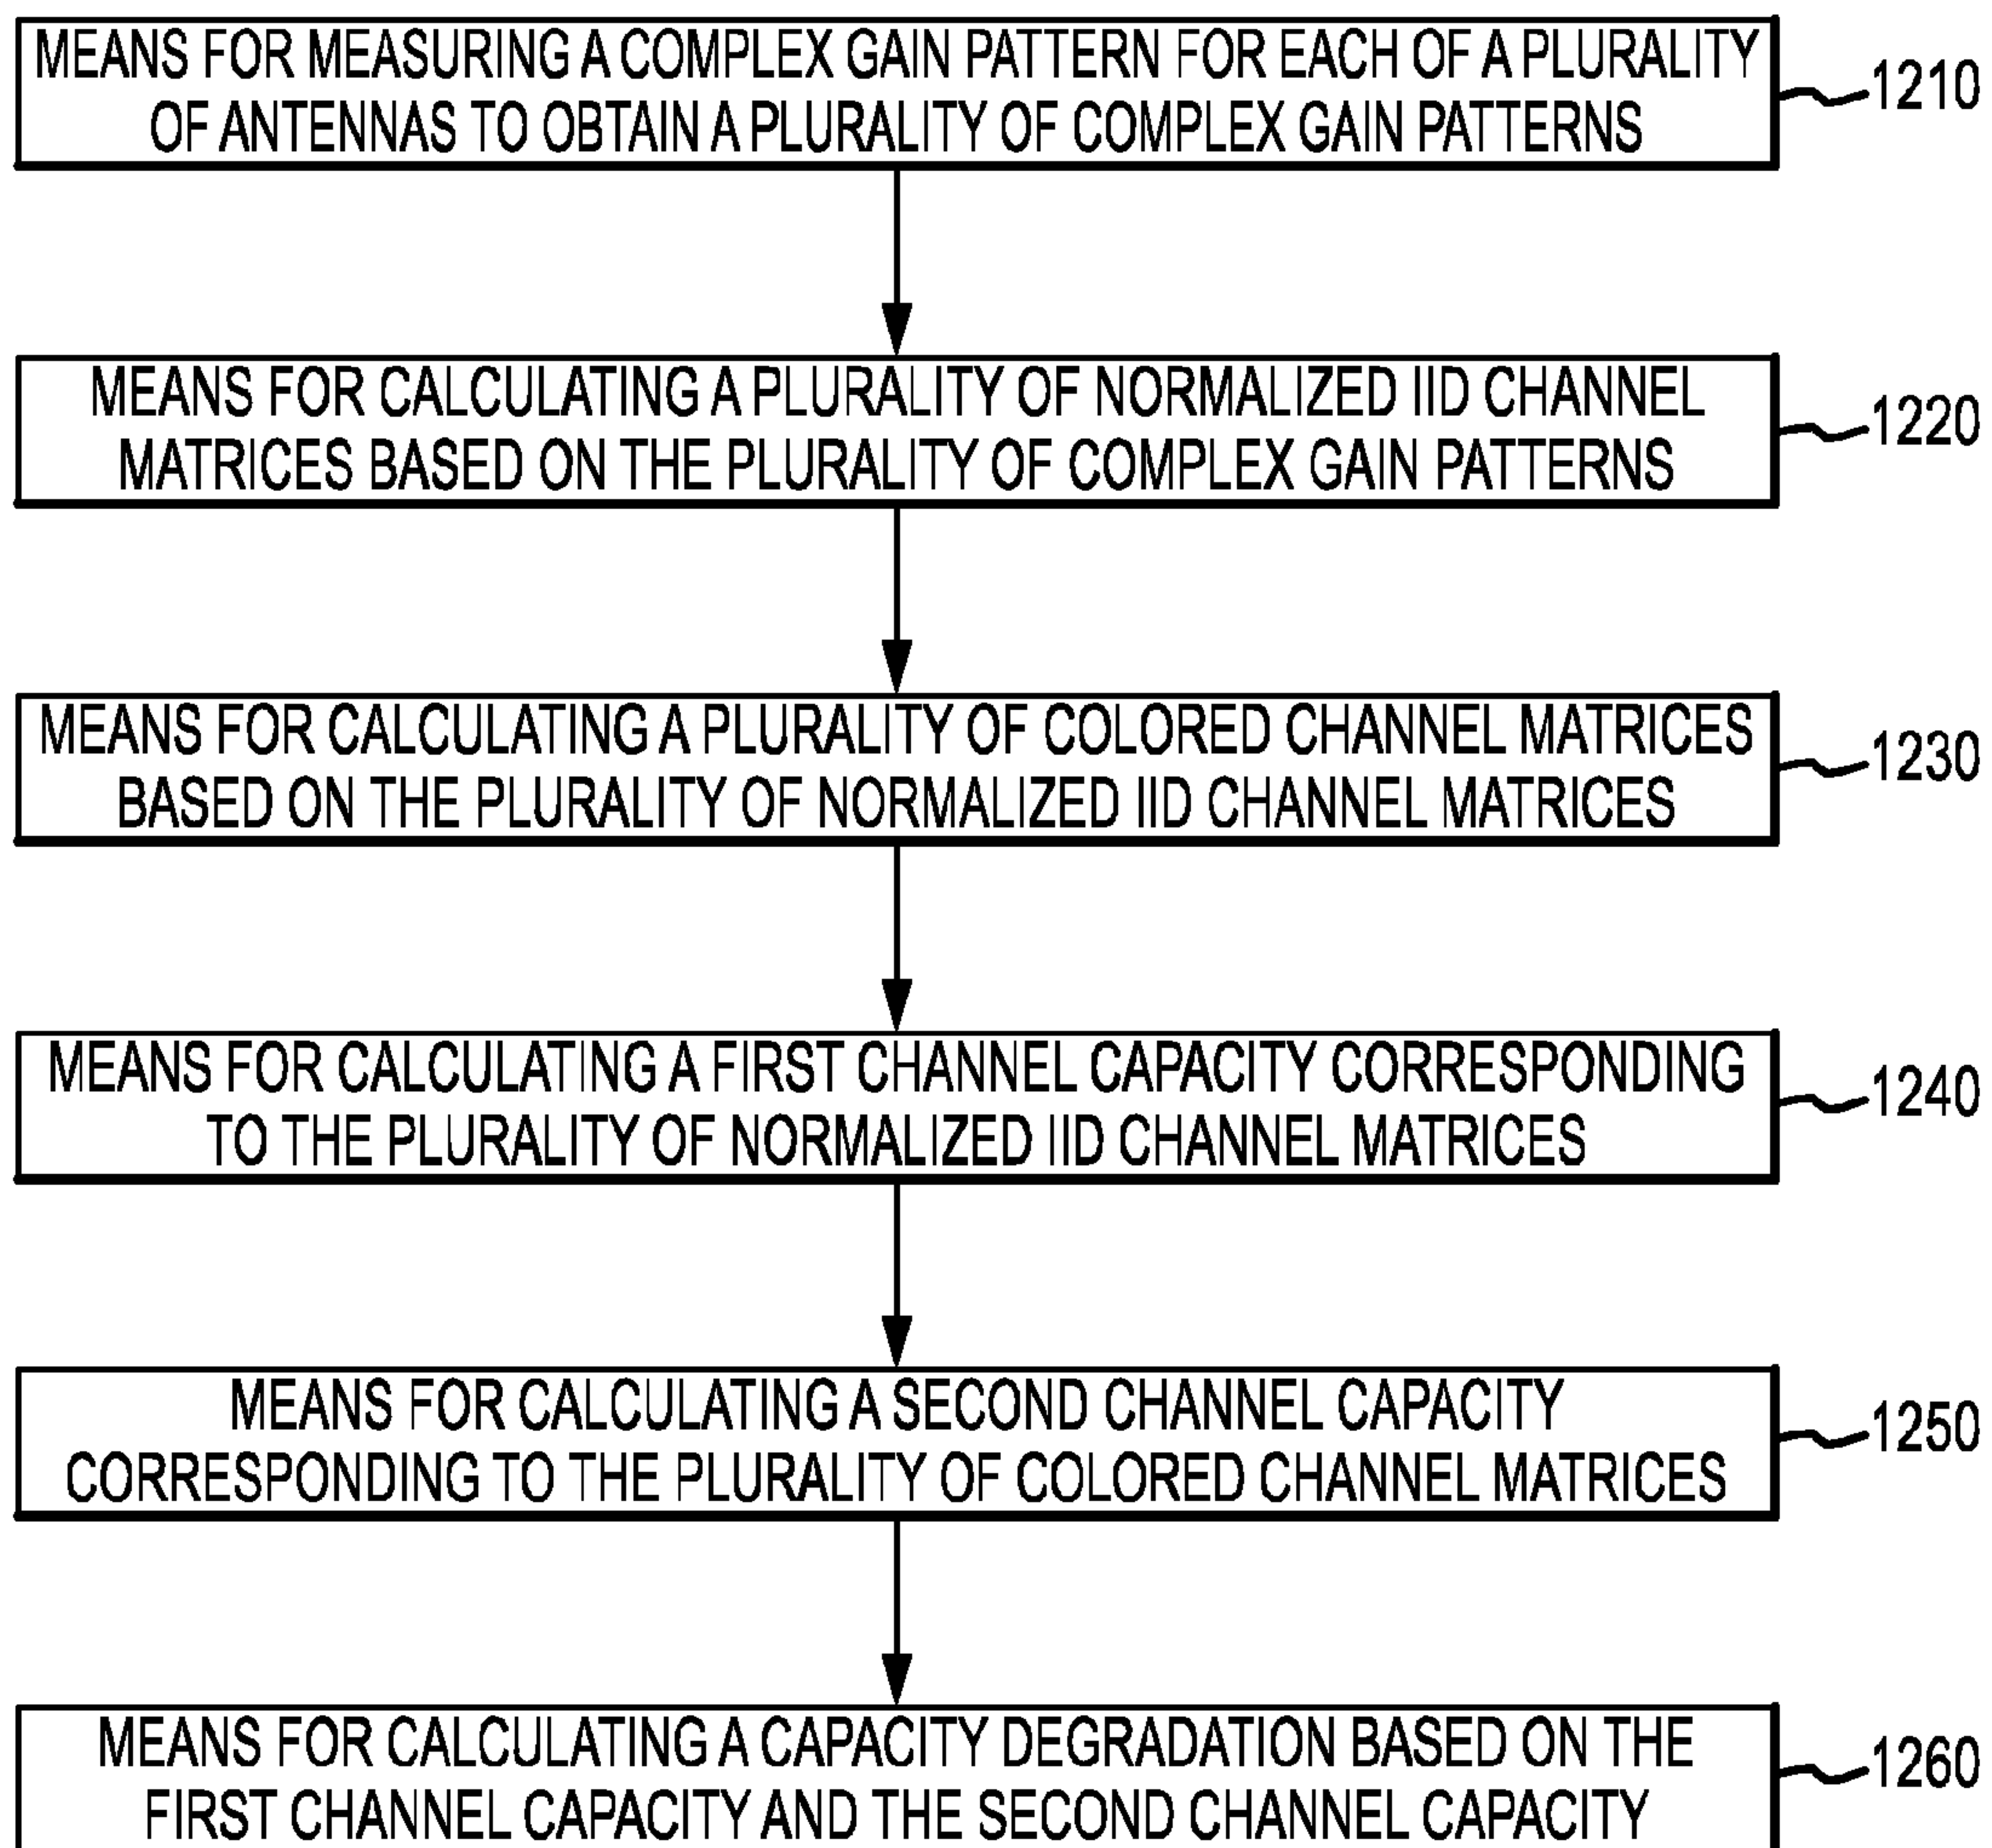 MEANS FOR MEASURING A COMPLEX GAIN PATTERN FOR EACH OF A PLURALITY
OF ANTENNAS TO OBTAIN A PLURALITY OF COMPLEX GAIN PATTERNS
1210
MEANS FOR CALCULATING A PLURALITY OF NORMALIZED IID CHANNEL
MATRICES BASED ON THE PLURALITY OF COMPLEX GAIN PATTERNS
1220
MEANS FOR CALCULATING A PLURALITY OF COLORED CHANNEL MATRICES
BASED ON THE PLURALITY OF NORMALIZED IID CHANNEL MATRICES
1230
MEANS FOR CALCULATING A FIRST CHANNEL CAPACITY CORRESPONDING
TO THE PLURALITY OF NORMALIZED IID CHANNEL MATRICES
1240
MEANS FOR CALCULATING A SECOND CHANNEL CAPACITY
CORRESPONDING TO THE PLURALITY OF COLORED CHANNEL MATRICES
1250
MEANS FOR CALCULATING A CAPACITY DEGRADATION BASED ON THE
FIRST CHANNEL CAPACITY AND THE SECOND CHANNEL CAPACITY
1260